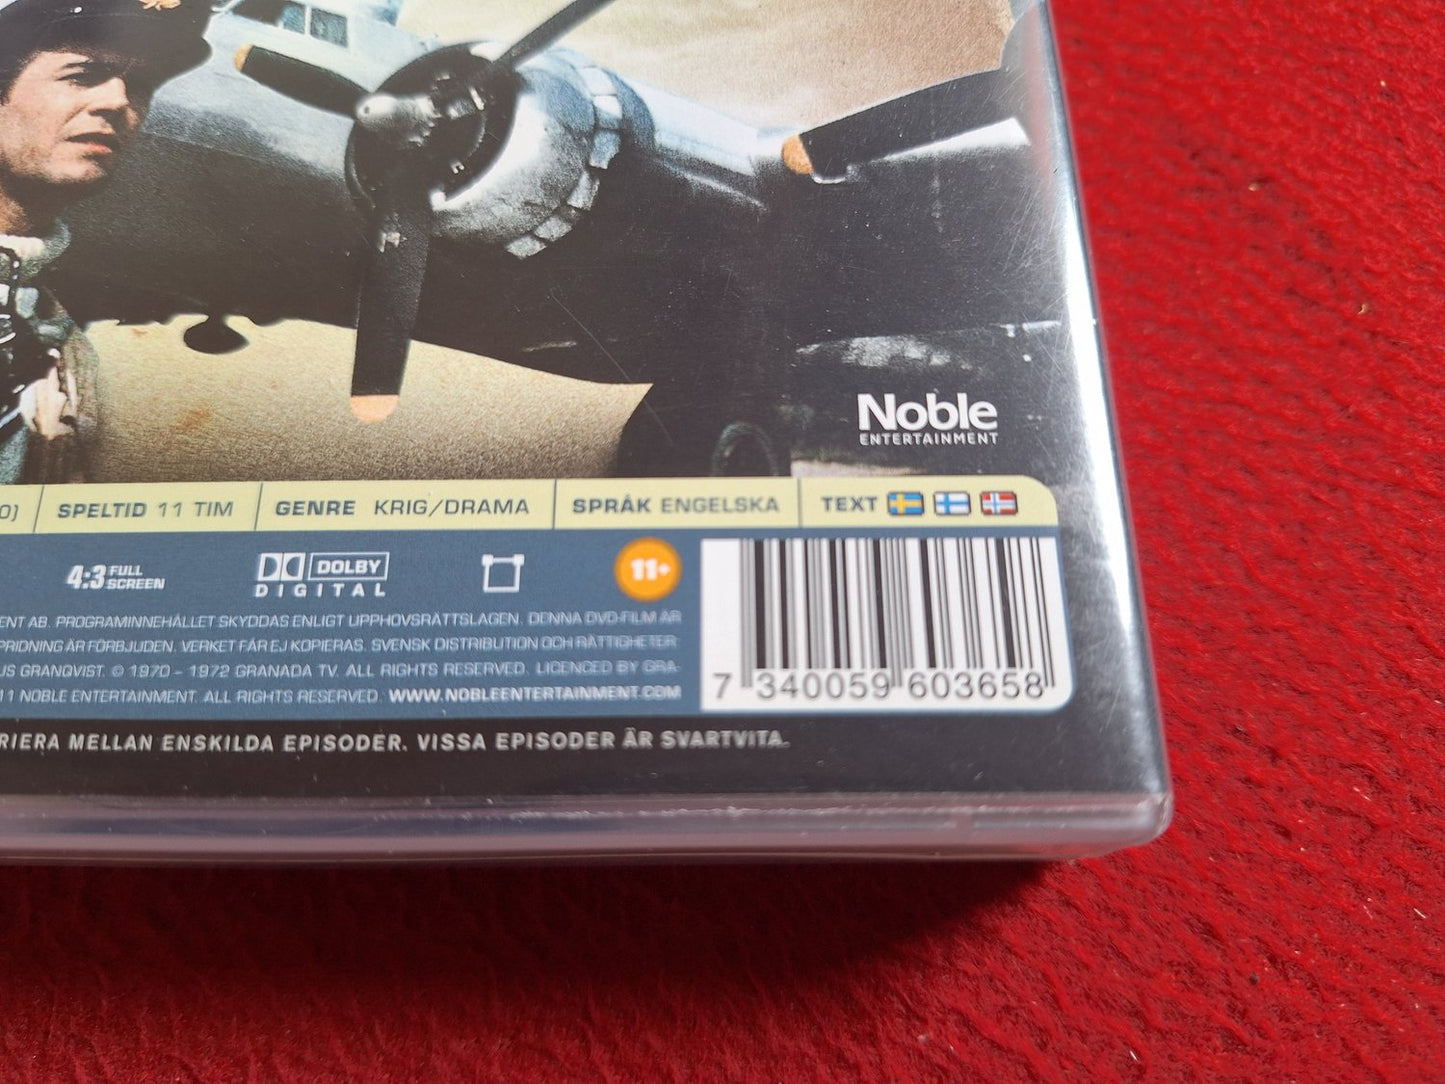 Noble
ENTERTAINMENT
0) SPELTID 11 TIM GENRE KRIG/DRAMA SPRÅK ENGELSKA TEXT
4:3 FULL SCREEN DOLBY DIGITAL 11+
ENT AB. PROGRAMINNEHÅLLET SKYDDAS ENLIGT UPPHOVSRÄTTSLAGEN. DENNA DVD-FILM ÄR
PRIDNING ÄR FÖRBJUDEN. VERKET FÅR EJ KOPIERAS. SVENSK DISTRIBUTION OCH RÄTTIGHETER
US GRANQVIST. © 1970 - 1972 GRANADA TV. ALL RIGHTS RESERVED. LICENCED BY GRA-
11 NOBLE ENTERTAINMENT. ALL RIGHTS RESERVED. WWW.NOBLEENTERTAINMENT.COM
7 340059 603658
RIERA MELLAN ENSKILDA EPISODER. VISSA EPISODER ÄR SVARTVITA.